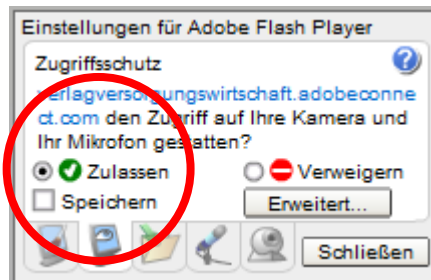 Einstellungen für Adobe Flash Player
Zugriffsschutz
verlagversorgungswirtschaft.adobeconne
ct.com den Zugriff auf Ihre Kamera und
Ihr Mikrofon gestatten?
Zulassen Verweigern
Speichern Erweitert...
Schließen